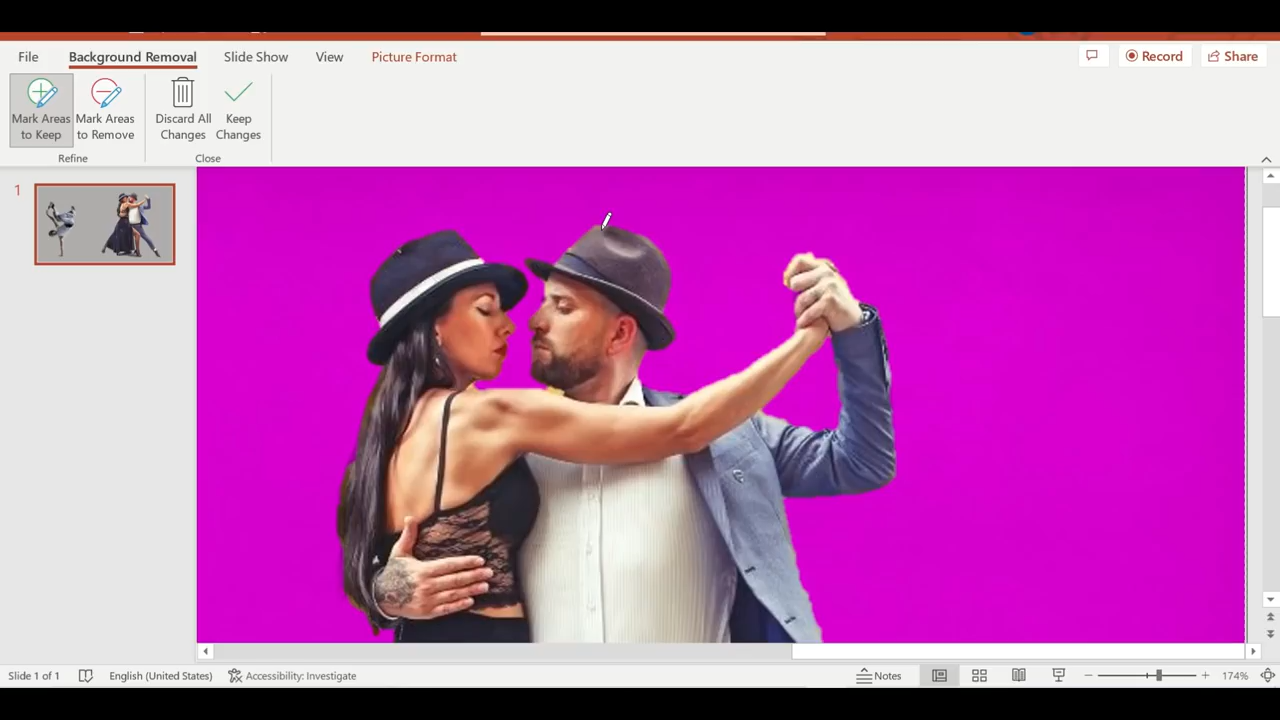 File Background Removal Slide Show View Picture Format Record Share
Mark Areas to Keep
Mark Areas to Remove
Discard All Changes
Keep Changes
Refine
Close
1
Slide 1 of 1 English (United States) Accessibility: Investigate Notes 174%